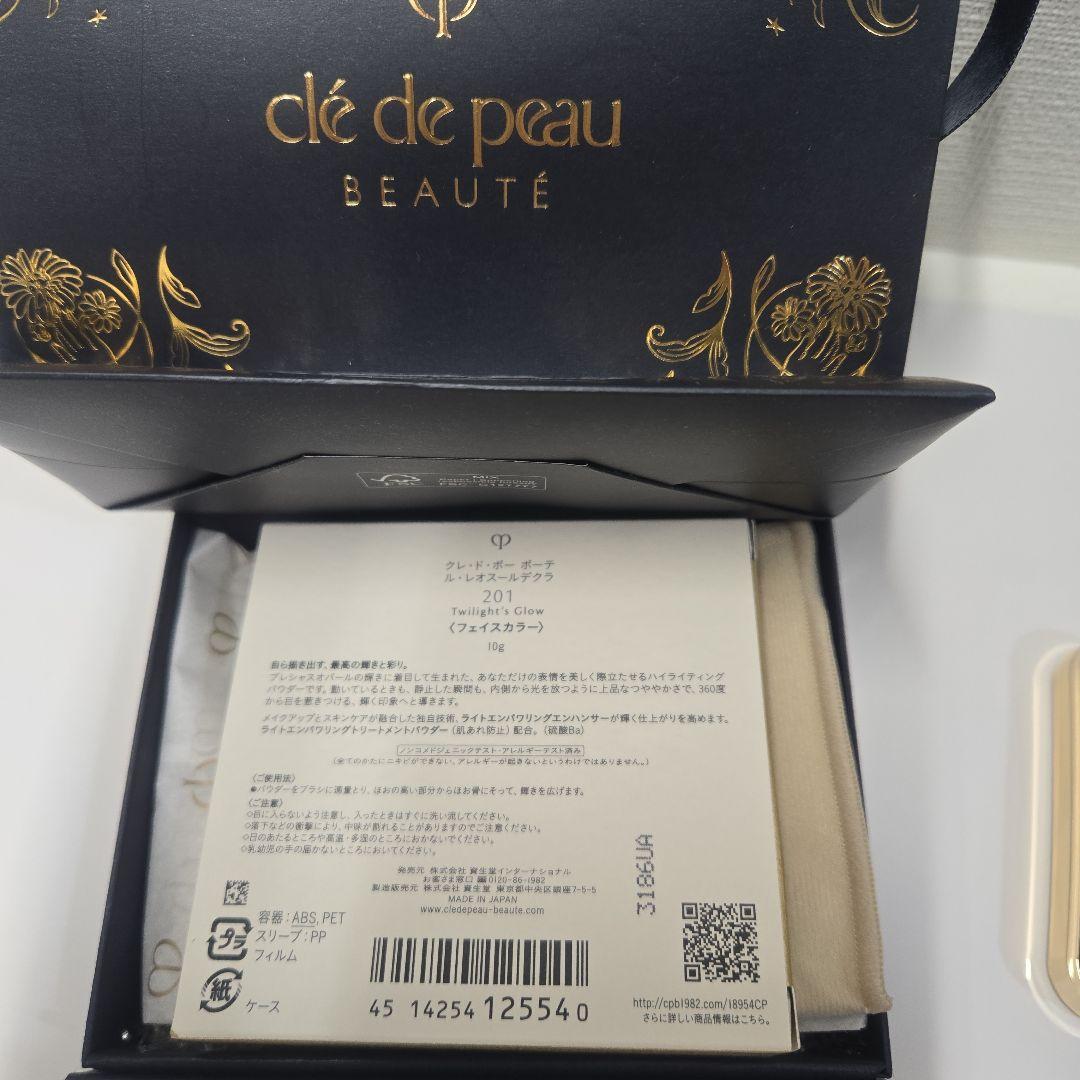 clé de peau
BEAUTÉ
MIX
クレ・ド・ポー ボーテ
ル・レオスールデクラ
201
Twilight's Glow
〈フェイスカラー〉
10g
自ら描き出す、最高の輝きと彩り。
プレシャスオパールの輝きに着目して生まれた、あなただけの表情を美しく際立たせるハイライティング
パウダーです。動いているときも、静止した瞬間も、内側から光を放つように上品なつややかさで、360度
から目を惹きつける、輝く印象へと導きます。
メイクアップとスキンケアが融合した独自技術、ライトエンパワリングエンハンサーが輝く仕上がりを高めます。
ライトエンパワリングトリートメントパウダー（肌あれ防止）配合。（硫酸Ba）
ノンコメドジェニックテスト・アレルギーテスト済み
（全てのかたにニキビができない、アレルギーが起きないというわけではありません。）
〈ご使用法〉
●パウダーをブラシに適量とり、ほおの高い部分からほお骨にそって、輝きを広げます。
〈ご注意〉
◇目に入らないよう注意し、入ったときはすぐに洗い流してください。
◇落下などの衝撃により、中味が割れることがありますのでご注意ください。
◇日のあたるところや高温・多湿のところにおかないでください。
◇乳幼児の手の届かないところにおいてください。
発売元 株式会社 資生堂インターナショナル
お客さま窓口 0120-86-1982
製造販売元 株式会社 資生堂 東京都中央区銀座7-5-5
MADE IN JAPAN
www.cledepeau-beaute.com
3186UA
プラ
容器：ABS, PET
スリーブ：PP
フィルム
紙
ケース
45 14254 12554 0
http://cpb1982.com/18954CP
さらに詳しい商品情報はこちら。